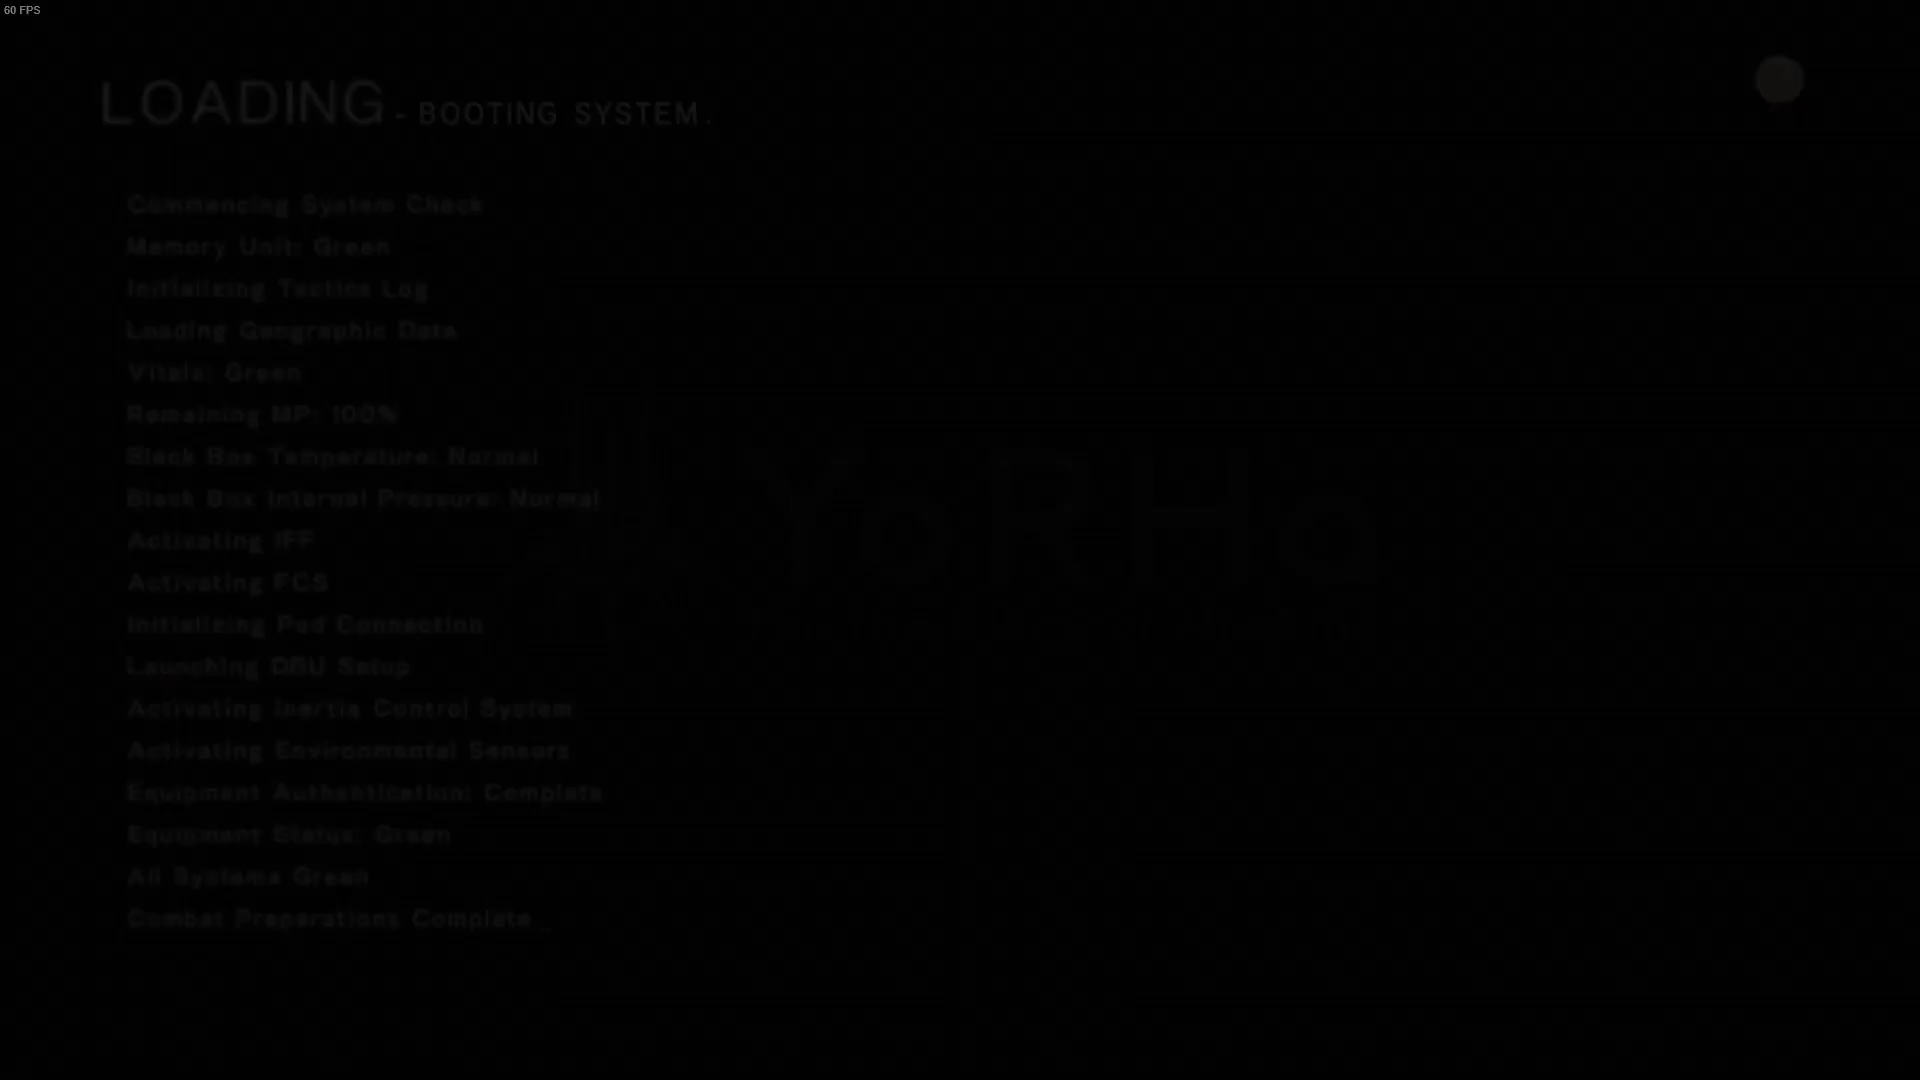 60 FPS
LOADING - BOOTING SYSTEM.
Commencing System Check
Memory Unit: Green
Initializing Tactics Log
Loading Geographic Data
Vitals: Green
Remaining MP: 100%
Black Box Temperature: Normal
Black Box Internal Pressure: Normal
Activating IFF
Activating FCS
Initializing Pod Connection
Launching DBU Setup
Activating Inertia Control System
Activating Environmental Sensors
Equipment Authentication: Complete
Equipment Status: Green
All Systems Green
Combat Preparations Complete _
YoRHa